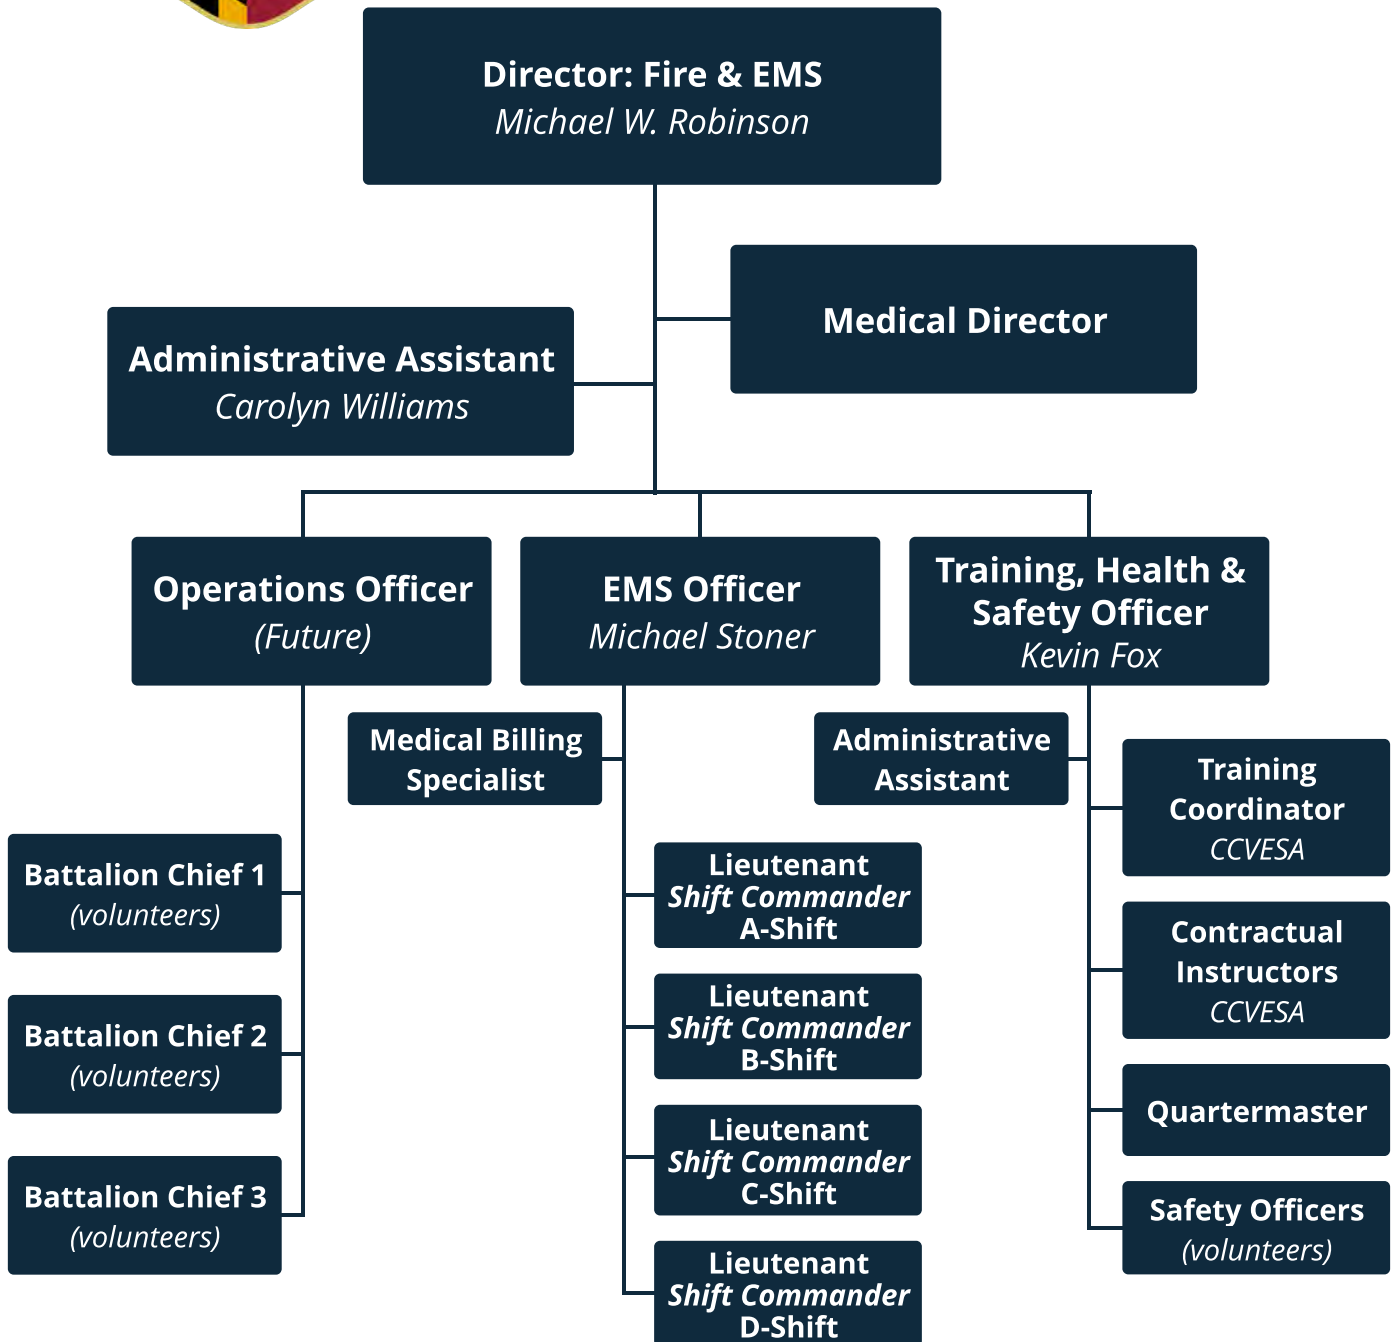 Director: Fire & EMS
Michael W. Robinson
Medical Director
Administrative Assistant
Carolyn Williams
Operations Officer
(Future)
EMS Officer
Michael Stoner
Training, Health &
Safety Officer
Kevin Fox
Medical Billing
Specialist
Administrative
Assistant
Battalion Chief 1
(volunteers)
Battalion Chief 2
(volunteers)
Battalion Chief 3
(volunteers)
Lieutenant
Shift Commander
A-Shift
Lieutenant
Shift Commander
B-Shift
Lieutenant
Shift Commander
C-Shift
Lieutenant
Shift Commander
D-Shift
Training
Coordinator
CCVESA
Contractual
Instructors
CCVESA
Quartermaster
Safety Officers
(volunteers)